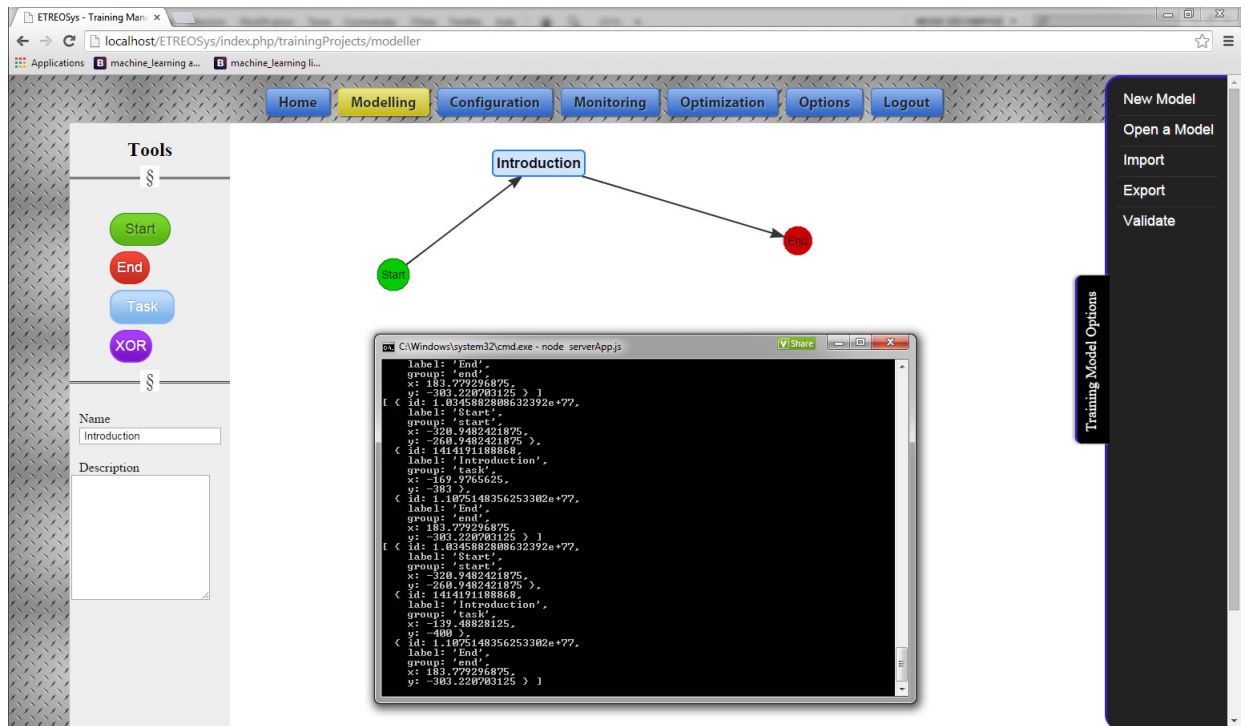 ETREOSys - Training Man
localhost/ETREOSys/index.php/trainingProjects/modeller
Applications machine_learning a... machine_learning li...
Home Modelling Configuration Monitoring Optimization Options Logout
Tools
§
Start
End
Task
XOR
§
Name
Introduction
Description
Introduction
Start
End
New Model
Open a Model
Import
Export
Validate
Training Model Options
C:\Windows\system32\cmd.exe - node serverApp.js
Share
label: 'End',
group: 'end',
x: 183.779296875,
y: -303.220703125 } ]
[ { id: 1.0345882808632392e+77,
label: 'Start',
group: 'start',
x: -320.9482421875,
y: -260.9482421875 },
{ id: 1414191188868,
label: 'Introduction',
group: 'task',
x: -169.9765625,
y: -383 },
{ id: 1.1075148356253302e+77,
label: 'End',
group: 'end',
x: 183.779296875,
y: -303.220703125 } ]
[ { id: 1.0345882808632392e+77,
label: 'Start',
group: 'start',
x: -320.9482421875,
y: -260.9482421875 },
{ id: 1414191188868,
label: 'Introduction',
group: 'task',
x: -139.48828125,
y: -400 },
{ id: 1.1075148356253302e+77,
label: 'End',
group: 'end',
x: 183.779296875,
y: -303.220703125 } ]